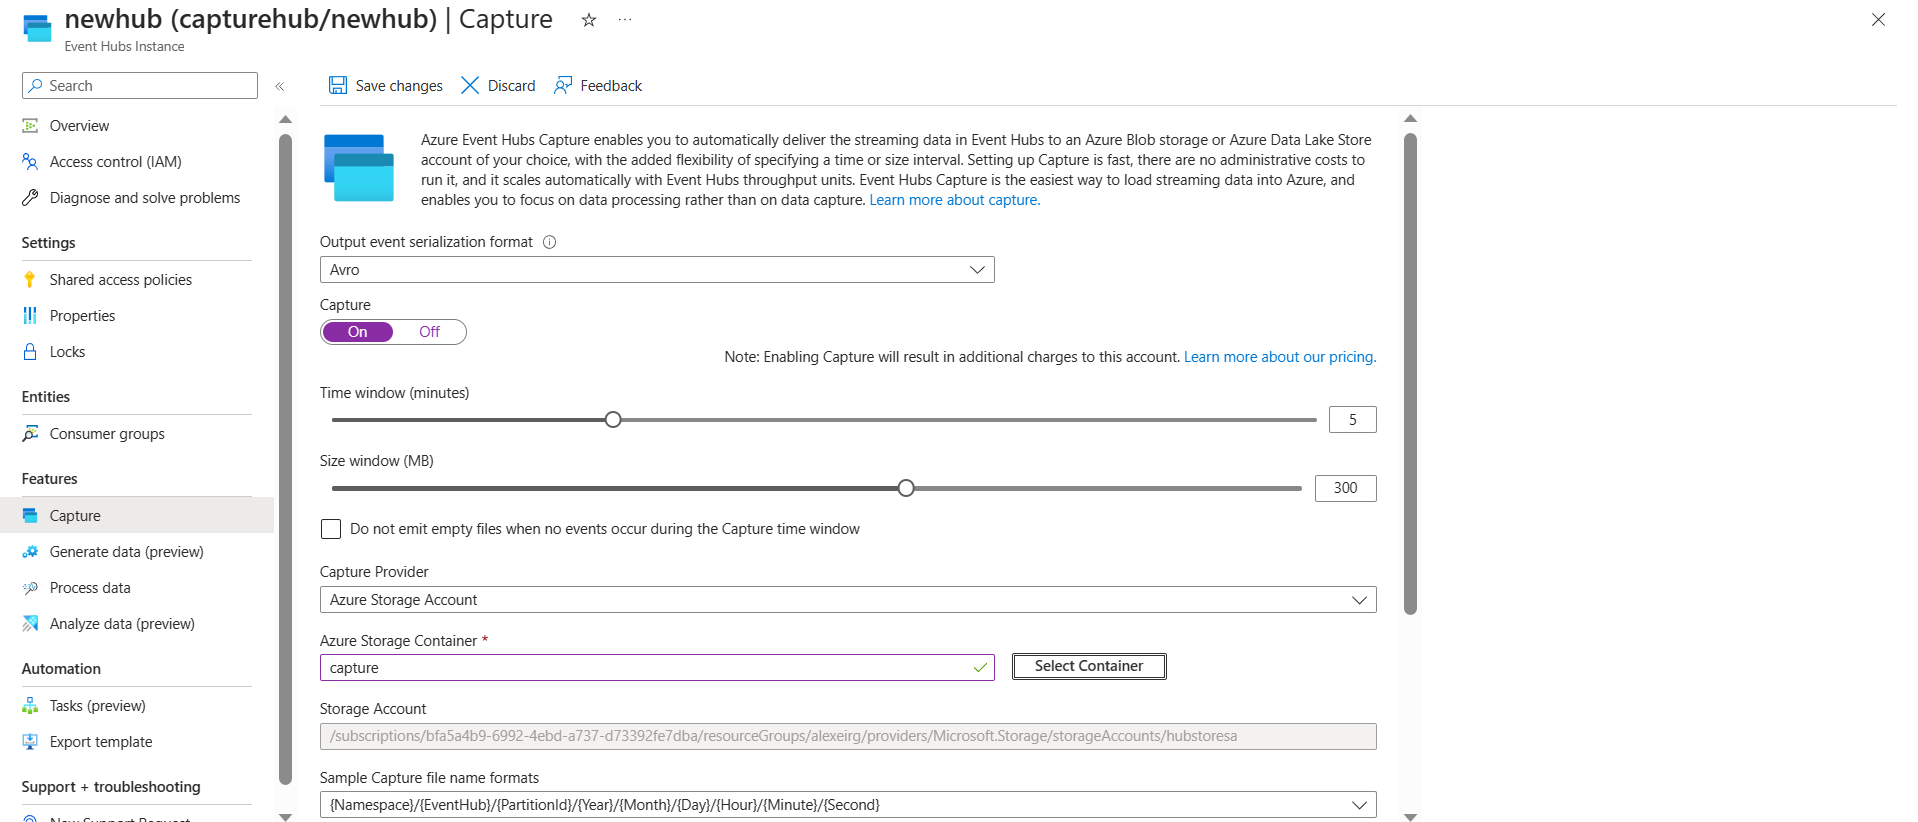 newhub (capturehub/newhub) | Capture
Event Hubs Instance
Search
Overview
Access control (IAM)
Diagnose and solve problems
Settings
Shared access policies
Properties
Locks
Entities
Consumer groups
Features
Capture
Generate data (preview)
Process data
Analyze data (preview)
Automation
Tasks (preview)
Export template
Support + troubleshooting
New Support Request
Save changes
Discard
Feedback
Azure Event Hubs Capture enables you to automatically deliver the streaming data in Event Hubs to an Azure Blob storage or Azure Data Lake Store
account of your choice, with the added flexibility of specifying a time or size interval. Setting up Capture is fast, there are no administrative costs to
run it, and it scales automatically with Event Hubs throughput units. Event Hubs Capture is the easiest way to load streaming data into Azure, and
enables you to focus on data processing rather than on data capture. Learn more about capture.
Output event serialization format
Avro
Capture
On Off
Note: Enabling Capture will result in additional charges to this account. Learn more about our pricing.
Time window (minutes)
5
Size window (MB)
300
Do not emit empty files when no events occur during the Capture time window
Capture Provider
Azure Storage Account
Azure Storage Container *
capture
Select Container
Storage Account
/subscriptions/bfa5a4b9-6992-4ebd-a737-d73392fe7dba/resourceGroups/alexeirg/providers/Microsoft.Storage/storageAccounts/hubstoresa
Sample Capture file name formats
{Namespace}/{EventHub}/{PartitionId}/{Year}/{Month}/{Day}/{Hour}/{Minute}/{Second}